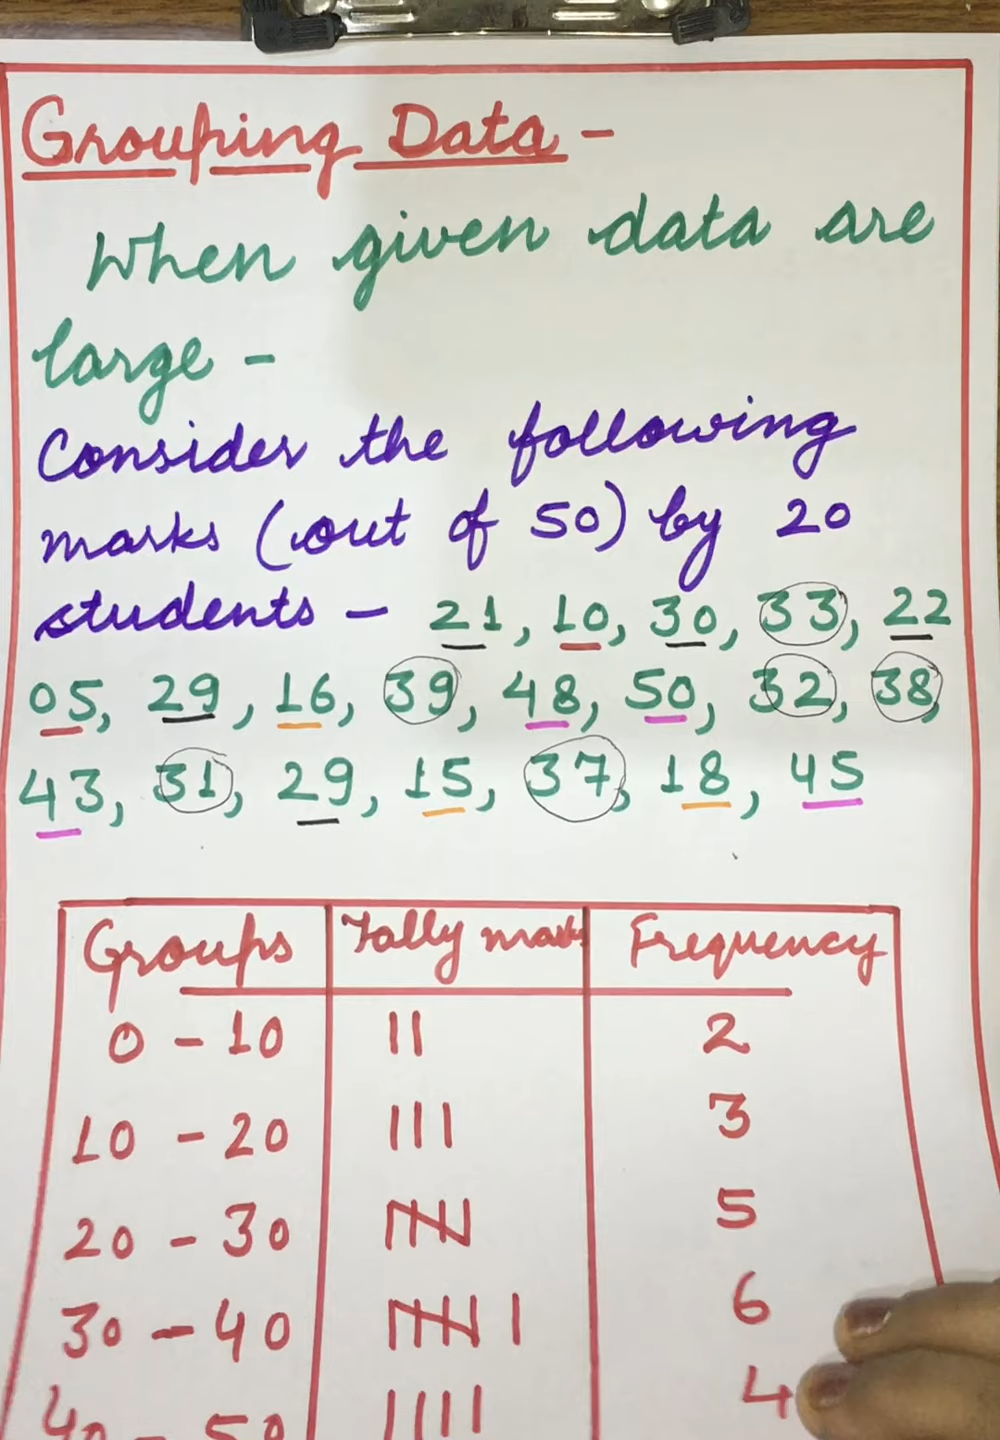 Grouping Data -
When given data are
large -
Consider the following
marks (out of 50) by 20
students - 21, 10, 30, 33, 22
05, 29, 16, 39, 48, 50, 32, 38,
43, 31, 29, 15, 37, 18, 45
Groups Tally marks Frequency
0 - 10 || 2
10 - 20 ||| 3
20 - 30 𝍸 5
30 - 40 𝍸 | 6
40 - 50 |||| 4